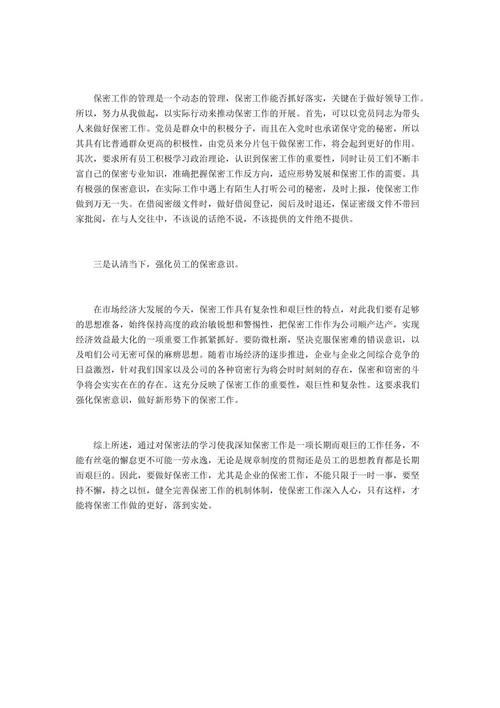 保密工作的管理是一个动态的管理，保密工作能否抓好落实，关键在于做好领导工作。
所以，努力从我做起，以实际行动来推动保密工作的开展。首先，可以以党员同志为带头
人来做好保密工作。党员是群众中的积极分子，而且在入党时也承诺保守党的秘密，所以
其具有比普通群众更高的积极性，由党员来分片包干做保密工作，将会起到更好的作用。
其次，要求所有员工积极学习政治理论，认识到保密工作的重要性，同时让员工们不断丰
富自己的保密专业知识，准确把握保密工作反方向，适应形势发展和保密工作的需要。具
有极强的保密意识，在实际工作中遇上有陌生人打听公司的秘密，及时上报，使保密工作
做到万无一失。在借阅密级文件时，做好借阅登记，阅后及时退还，保证密级文件不带回
家批阅，在与人交往中，不该说的话绝不说，不该提供的文件绝不提供。
三是认清当下，强化员工的保密意识。
在市场经济大发展的今天，保密工作具有复杂性和艰巨性的特点，对此我们要有足够
的思想准备，始终保持高度的政治敏锐想和警惕性，把保密工作作为公司顺产达产，实现
经济效益最大化的一项重要工作抓紧抓好。要防微杜渐，坚决克服保密难的错误意识，以
及咱们公司无密可保的麻痹思想。随着市场经济的逐步推进，企业与企业之间综合竞争的
日益激烈，针对我们国家以及公司的各种窃密行为将会时时刻刻的存在，保密和窃密的斗
争将会实实在在的存在。这充分反映了保密工作的重要性，艰巨性和复杂性。这要求我们
强化保密意识，做好新形势下的保密工作。
综上所述，通过对保密法的学习使我深知保密工作是一项长期而艰巨的工作任务，不
能有丝毫的懈怠更不可能一劳永逸，无论是规章制度的贯彻还是员工的思想教育都是长期
而艰巨的。因此，要做好保密工作，尤其是企业的保密工作，不能只限于一时一事，要坚
持不懈，持之以恒，健全完善保密工作的机制体制，使保密工作深入人心，只有这样，才
能将保密工作做的更好，落到实处。